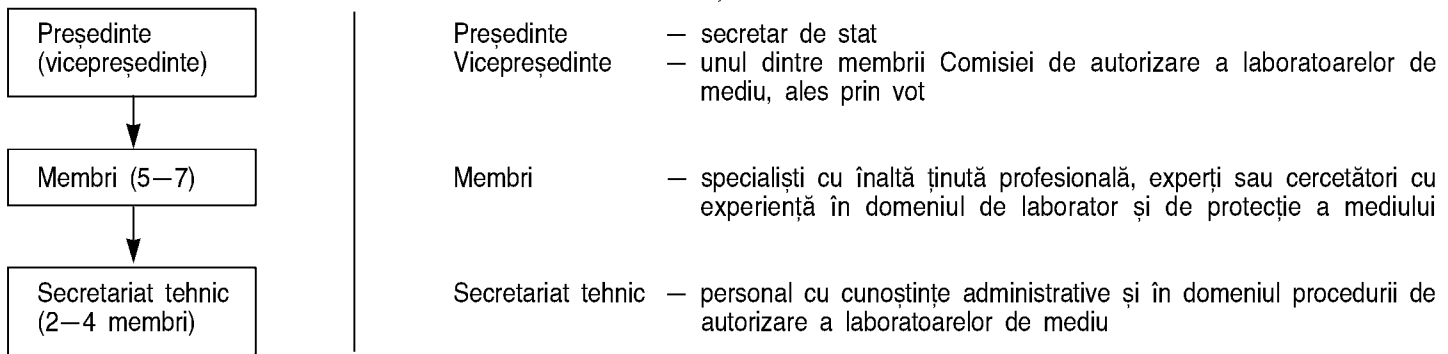 Președinte
(vicepreședinte)
Membri (5—7)
Secretariat tehnic
(2—4 membri)
Președinte — secretar de stat
Vicepreședinte — unul dintre membrii Comisiei de autorizare a laboratoarelor de
mediu, ales prin vot
Membri — specialiști cu înaltă ținută profesională, experți sau cercetători cu
experiență în domeniul de laborator și de protecție a mediului
Secretariat tehnic — personal cu cunoștințe administrative și în domeniul procedurii de
autorizare a laboratoarelor de mediu